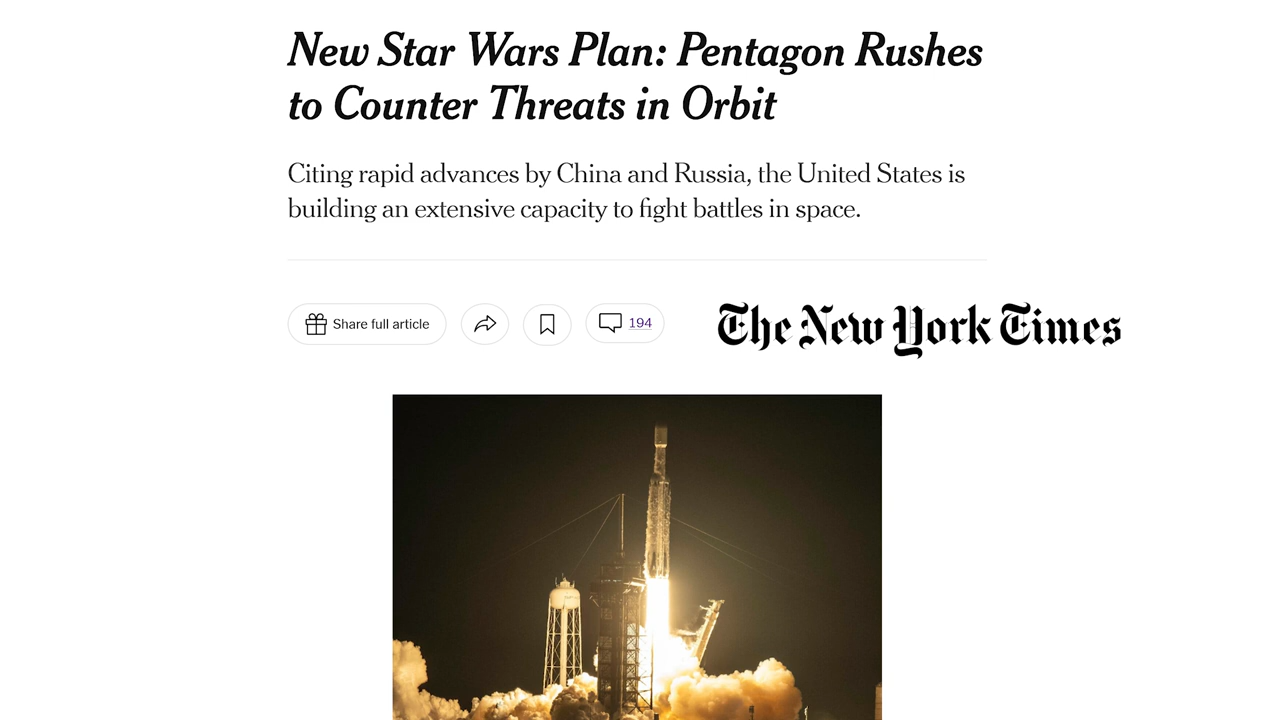 New Star Wars Plan: Pentagon Rushes
to Counter Threats in Orbit
Citing rapid advances by China and Russia, the United States is
building an extensive capacity to fight battles in space.
Share full article
194
The New York Times